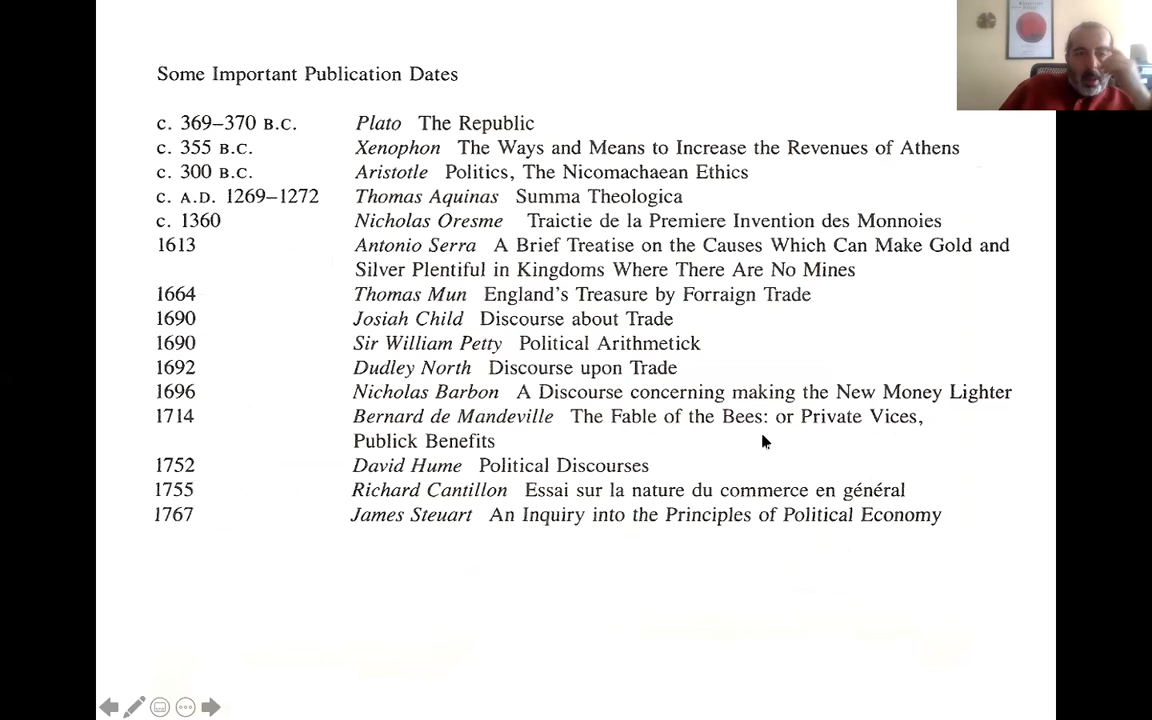 Some Important Publication Dates
c. 369–370 B.C. Plato The Republic
c. 355 B.C. Xenophon The Ways and Means to Increase the Revenues of Athens
c. 300 B.C. Aristotle Politics, The Nicomachaean Ethics
c. A.D. 1269–1272 Thomas Aquinas Summa Theologica
c. 1360 Nicholas Oresme Traictie de la Premiere Invention des Monnoies
1613 Antonio Serra A Brief Treatise on the Causes Which Can Make Gold and
Silver Plentiful in Kingdoms Where There Are No Mines
1664 Thomas Mun England's Treasure by Forraign Trade
1690 Josiah Child Discourse about Trade
1690 Sir William Petty Political Arithmetick
1692 Dudley North Discourse upon Trade
1696 Nicholas Barbon A Discourse concerning making the New Money Lighter
1714 Bernard de Mandeville The Fable of the Bees: or Private Vices,
Publick Benefits
1752 David Hume Political Discourses
1755 Richard Cantillon Essai sur la nature du commerce en général
1767 James Steuart An Inquiry into the Principles of Political Economy